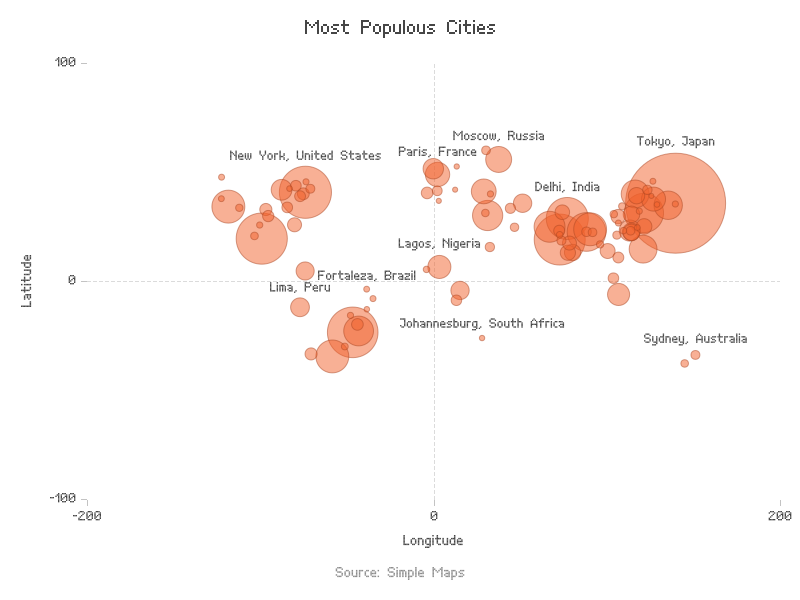 Most Populous Cities
100
Moscow, Russia
Tokyo, Japan
New York, United States
Paris, France
Delhi, India
Lagos, Nigeria
Fortaleza, Brazil
0
Lima, Peru
Johannesburg, South Africa
Sydney, Australia
Latitude
-100
-200
0
200
Longitude
Source: Simple Maps